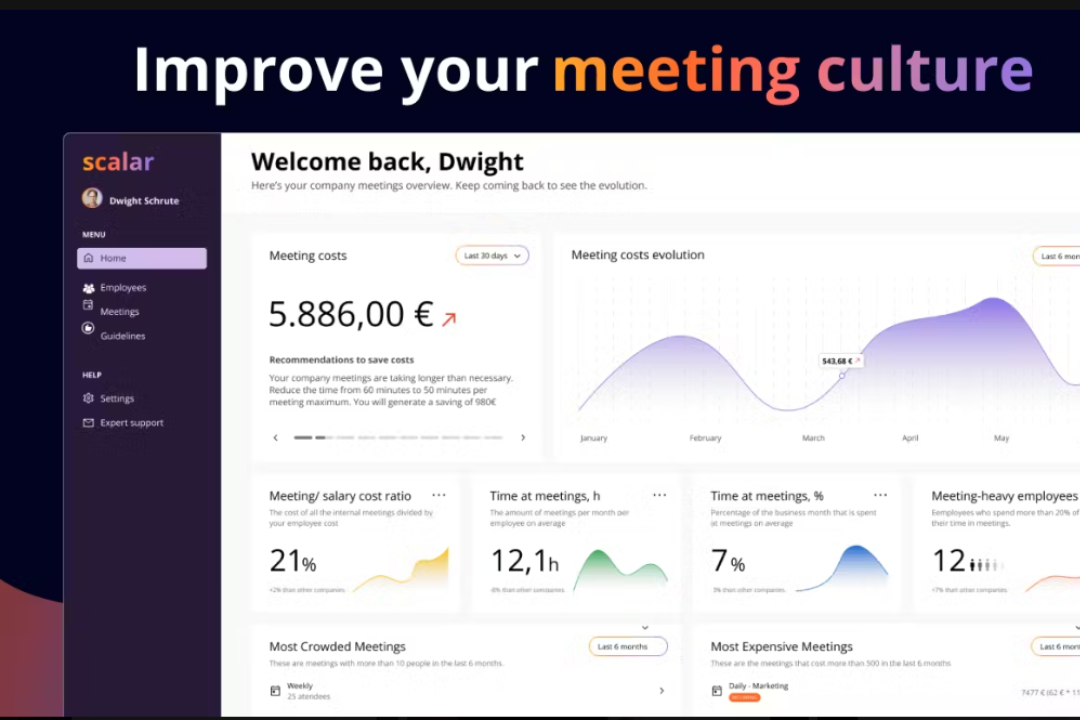 Improve your meeting culture
scalar
Dwight Schrute
MENU
Home
Employees
Meetings
Guidelines
HELP
Settings
Expert support
Welcome back, Dwight
Here's your company meetings overview. Keep coming back to see the evolution.
Meeting costs
Last 30 days
5.886,00 €
Recommendations to save costs
Your company meetings are taking longer than necessary.
Reduce the time from 60 minutes to 50 minutes per
meeting maximum. You will generate a saving of 980€
Meeting costs evolution
Last 6 mon
543,68 €
January
February
March
April
May
Meeting/ salary cost ratio
The cost of all the internal meetings divided by
your employee cost
21%
<2% than other companies
Time at meetings, h
The amount of meetings per month per
employee on average
12,1h
-6% than other companies
Time at meetings, %
Percentage of the business month that is spent
at meetings on average
7%
3% than other companies
Meeting-heavy employees
Eemployees who spend more than 20% of
their time in meetings.
12
<7% than other companies
Most Crowded Meetings
Last 6 months
These are meetings with more than 10 people in the last 6 months.
Weekly
25 atendees
Most Expensive Meetings
Last 6 mon
These are the meetings that cost more than 500 in the last 6 months
Daily - Marketing
7477 € (62 € * 11